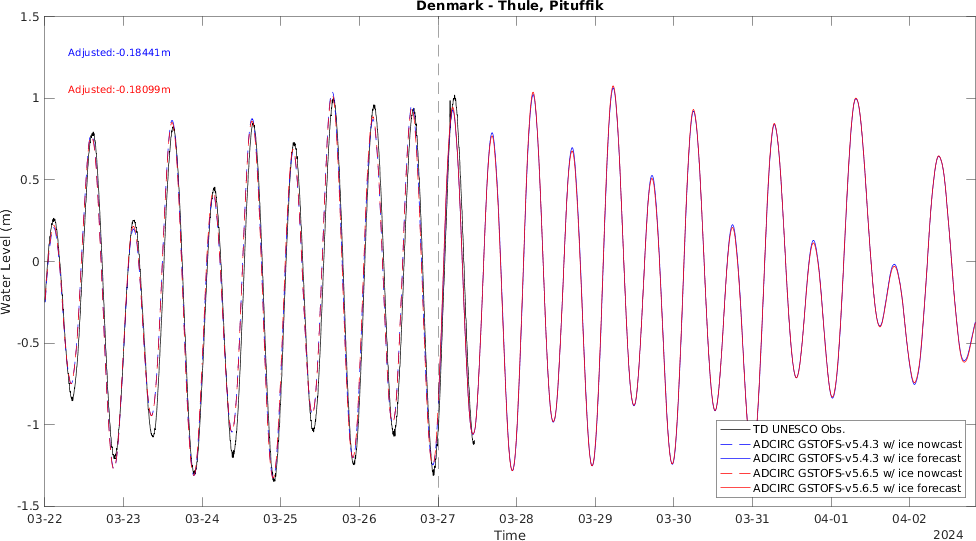 Denmark - Thule, Pituffik
1.5
1
0.5
0
-0.5
-1
-1.5
Water Level (m)
Adjusted:-0.18441m
Adjusted:-0.18099m
TD UNESCO Obs.
ADCIRC GSTOFS-v5.4.3 w/ ice nowcast
ADCIRC GSTOFS-v5.4.3 w/ ice forecast
ADCIRC GSTOFS-v5.6.5 w/ ice nowcast
ADCIRC GSTOFS-v5.6.5 w/ ice forecast
03-22 03-23 03-24 03-25 03-26 03-27 03-28 03-29 03-30 03-31 04-01 04-02
Time
2024